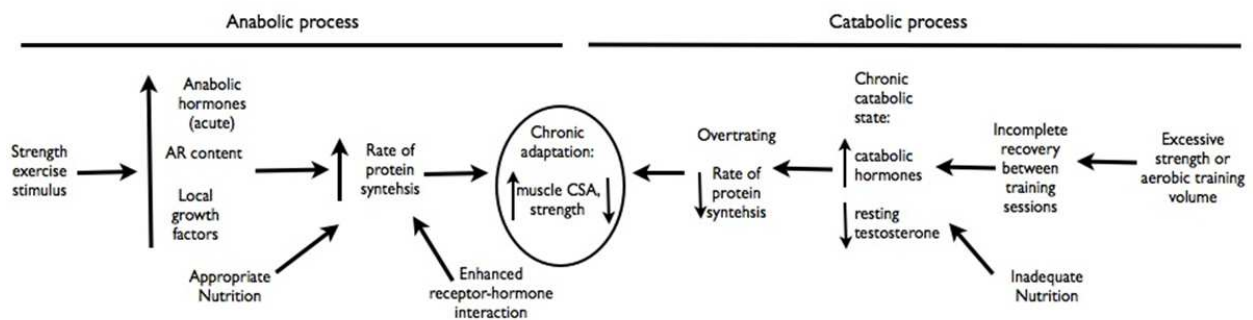 Anabolic process
Catabolic process
Strength
exercise
stimulus
Anabolic
hormones
(acute)
AR content
Local
growth
factors
Appropriate
Nutrition
Rate of
protein
syntehsis
Enhanced
receptor-hormone
interaction
Chronic
adaptation:
muscle CSA,
strength
Overtrating
Rate of
protein
syntehsis
Chronic
catabolic
state:
catabolic
hormones
resting
testosterone
Incomplete
recovery
between
training
sessions
Inadequate
Nutrition
Excessive
strength or
aerobic training
volume